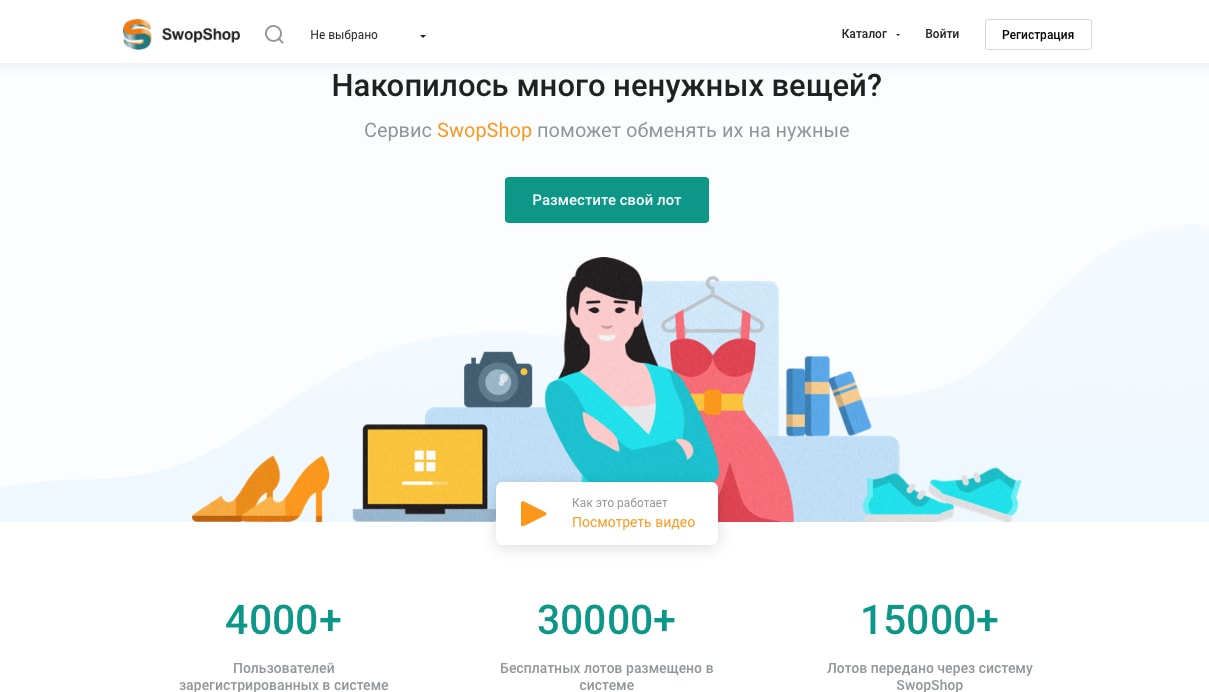 SwopShop
Не выбрано
Каталог
Войти
Регистрация
Накопилось много ненужных вещей?
Сервис SwopShop поможет обменять их на нужные
Разместите свой лот
Как это работает
Посмотреть видео
4000+
Пользователей
зарегистрированных в системе
30000+
Бесплатных лотов размещено в
системе
15000+
Лотов передано через систему
SwopShop